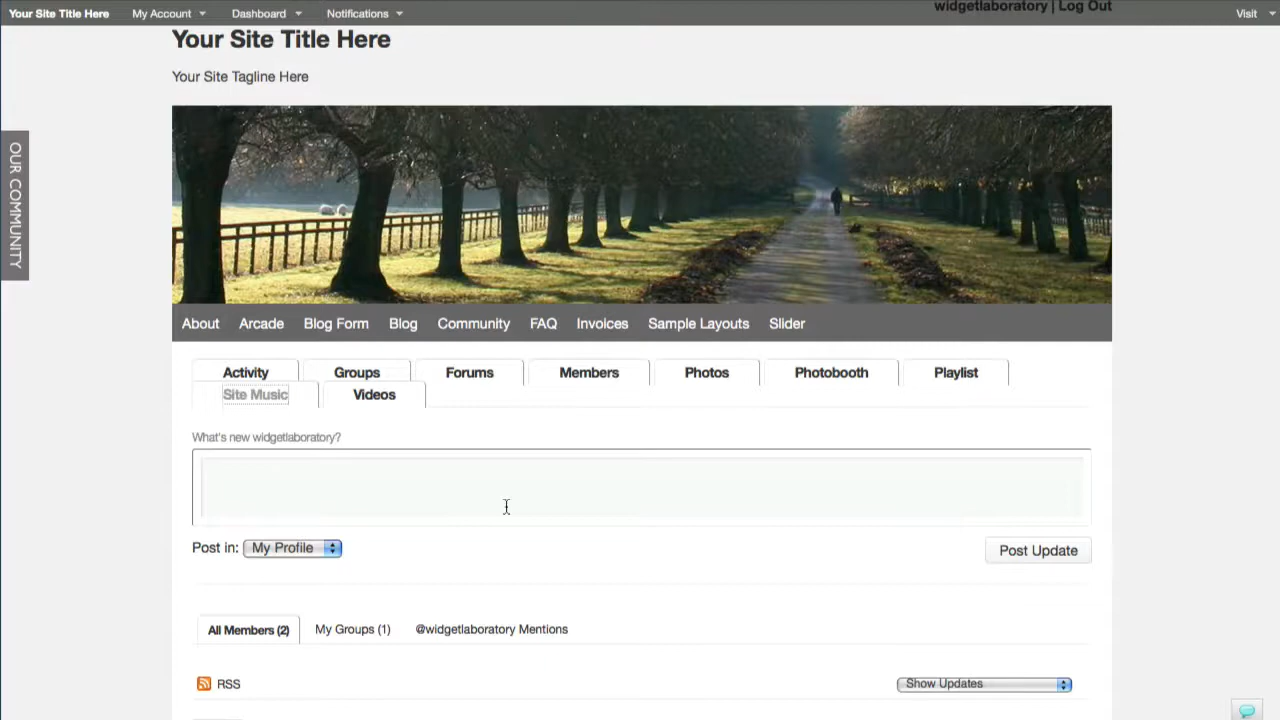 Your Site Title Here My Account Dashboard Notifications widgetlaboratory | Log Out Visit
Your Site Title Here
Your Site Tagline Here
OUR COMMUNITY
About Arcade Blog Form Blog Community FAQ Invoices Sample Layouts Slider
Activity Groups Forums Members Photos Photobooth Playlist
Site Music Videos
What's new widgetlaboratory?
Post in: My Profile Post Update
All Members (2) My Groups (1) @widgetlaboratory Mentions
RSS Show Updates